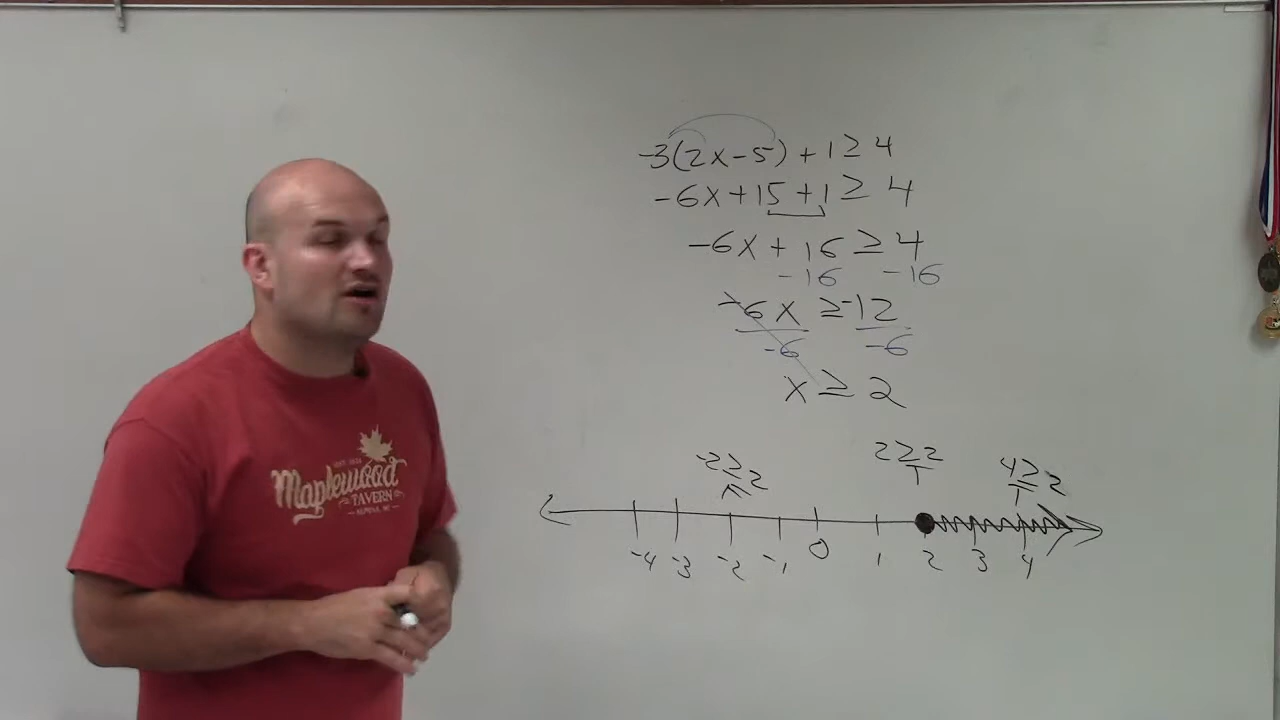 -3(2x-5)+1≥4
-6x+15+1≥4
-6x+16≥4
-16 -16
-6x≥-12
-6 -6
x≥2
-2≥2 2≥2 4≥2
T T
-4 -3 -2 -1 0 1 2 3 4
Maplewood
TAVERN